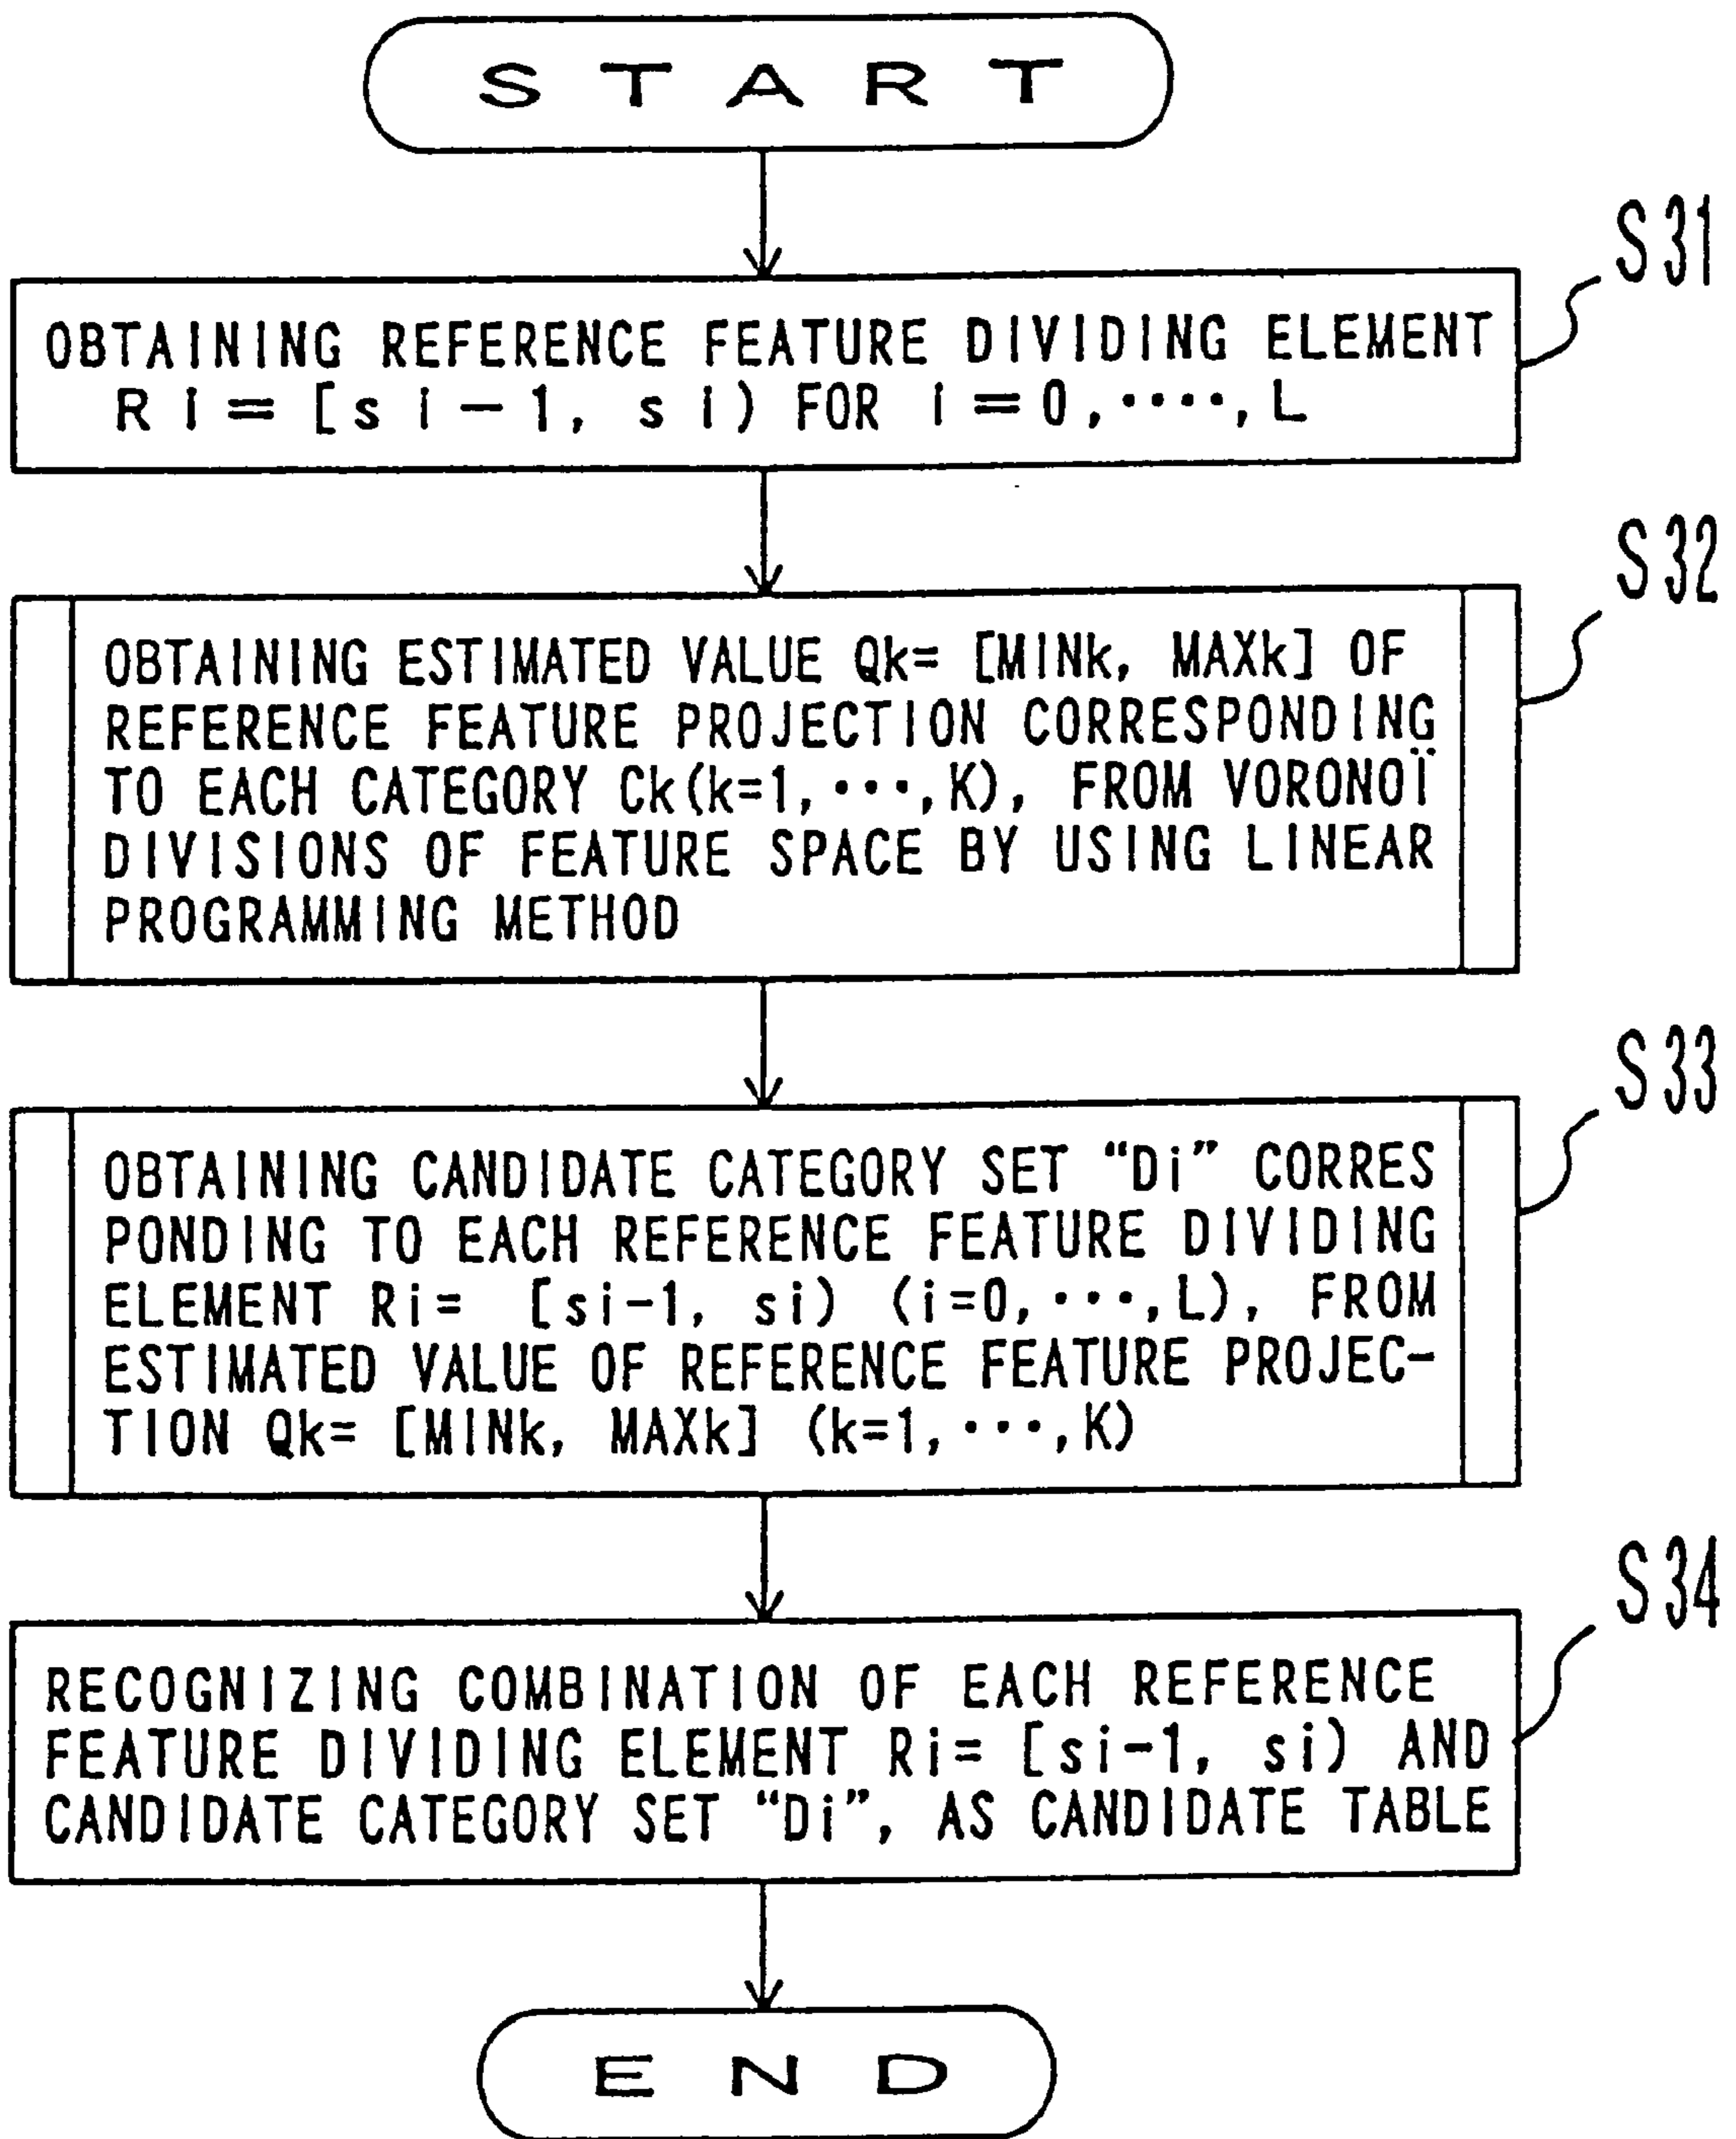 START
S31
OBTAINING REFERENCE FEATURE DIVIDING ELEMENT
Ri=[si-1, si) FOR i=0,····,L
S32
OBTAINING ESTIMATED VALUE Qk= [MINk, MAXk] OF
REFERENCE FEATURE PROJECTION CORRESPONDING
TO EACH CATEGORY Ck(k=1,···,K), FROM VORONOÏ
DIVISIONS OF FEATURE SPACE BY USING LINEAR
PROGRAMMING METHOD
S33
OBTAINING CANDIDATE CATEGORY SET “Di” CORRES
PONDING TO EACH REFERENCE FEATURE DIVIDING
ELEMENT Ri= [si-1, si) (i=0,···,L), FROM
ESTIMATED VALUE OF REFERENCE FEATURE PROJEC-
TION Qk= [MINk, MAXk] (k=1,···,K)
S34
RECOGNIZING COMBINATION OF EACH REFERENCE
FEATURE DIVIDING ELEMENT Ri= [si-1, si) AND
CANDIDATE CATEGORY SET “Di”, AS CANDIDATE TABLE
END